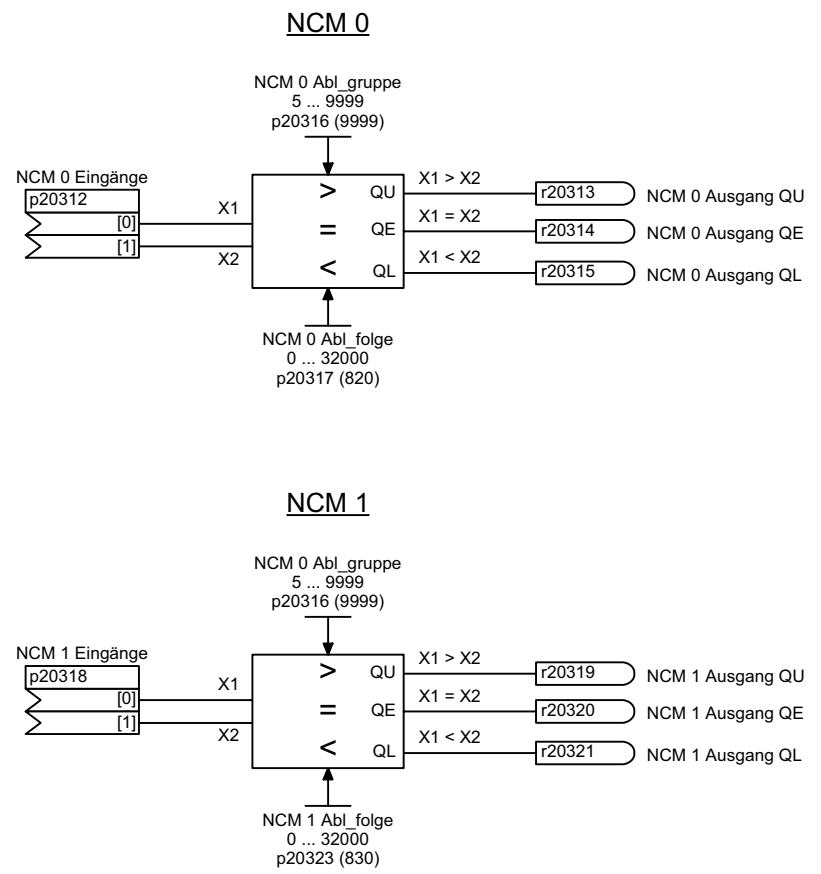 NCM 0
NCM 0 Abl_gruppe
5 ... 9999
p20316 (9999)
NCM 0 Eingänge
p20312
[0]
[1]
X1
X2
>
=
<
QU
QE
QL
X1 > X2
X1 = X2
X1 < X2
r20313
NCM 0 Ausgang QU
r20314
NCM 0 Ausgang QE
r20315
NCM 0 Ausgang QL
NCM 0 Abl_folge
0 ... 32000
p20317 (820)
NCM 1
NCM 0 Abl_gruppe
5 ... 9999
p20316 (9999)
NCM 1 Eingänge
p20318
[0]
[1]
X1
X2
>
=
<
QU
QE
QL
X1 > X2
X1 = X2
X1 < X2
r20319
NCM 1 Ausgang QU
r20320
NCM 1 Ausgang QE
r20321
NCM 1 Ausgang QL
NCM 1 Abl_folge
0 ... 32000
p20323 (830)